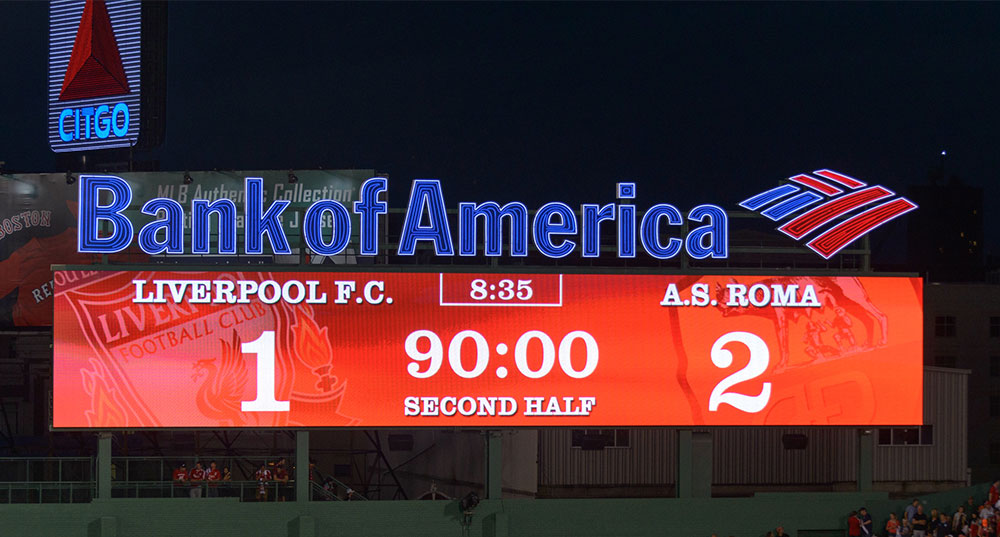 CITGO
MLB Authentic Collection
BOSTON
Bank of America
LIVERPOOL F.C.
8:35
A.S. ROMA
LIVERPOOL
FOOTBALL CLUB
1
90:00
2
SECOND HALF